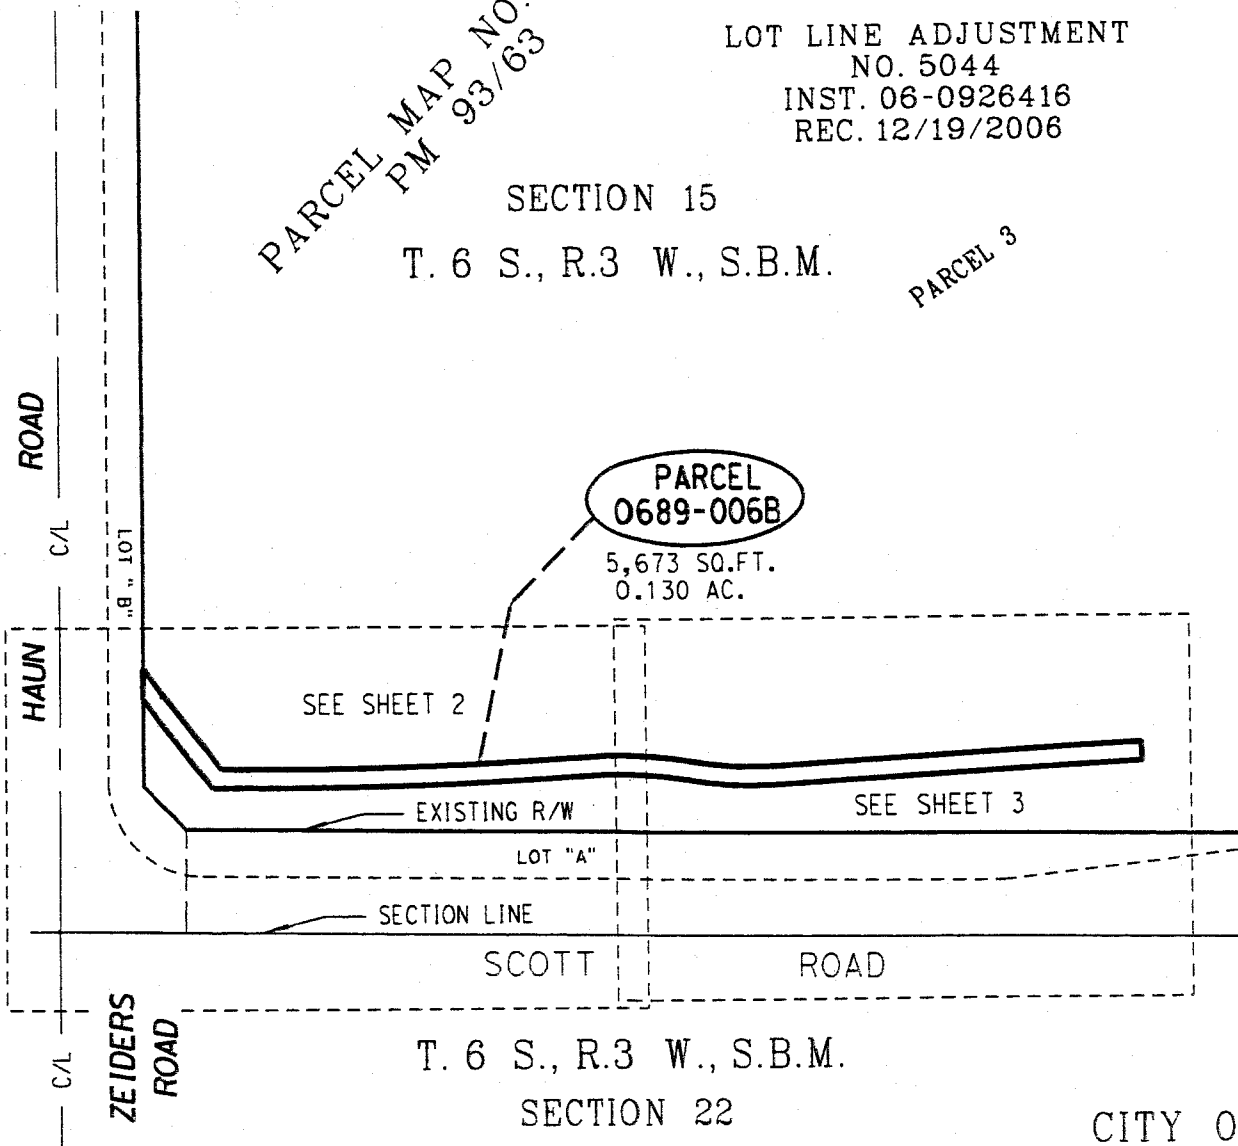 PARCEL MAP NO.
PM 93/63
LOT LINE ADJUSTMENT
NO. 5044
INST. 06-0926416
REC. 12/19/2006
SECTION 15
T. 6 S., R.3 W., S.B.M.
PARCEL 3
HAUN ROAD
C/L
LOT "B"
PARCEL
0689-006B
5,673 SQ.FT.
0.130 AC.
SEE SHEET 2
SEE SHEET 3
EXISTING R/W
LOT "A"
SECTION LINE
SCOTT ROAD
ZEIDERS
ROAD
C/L
T. 6 S., R.3 W., S.B.M.
SECTION 22
CITY O